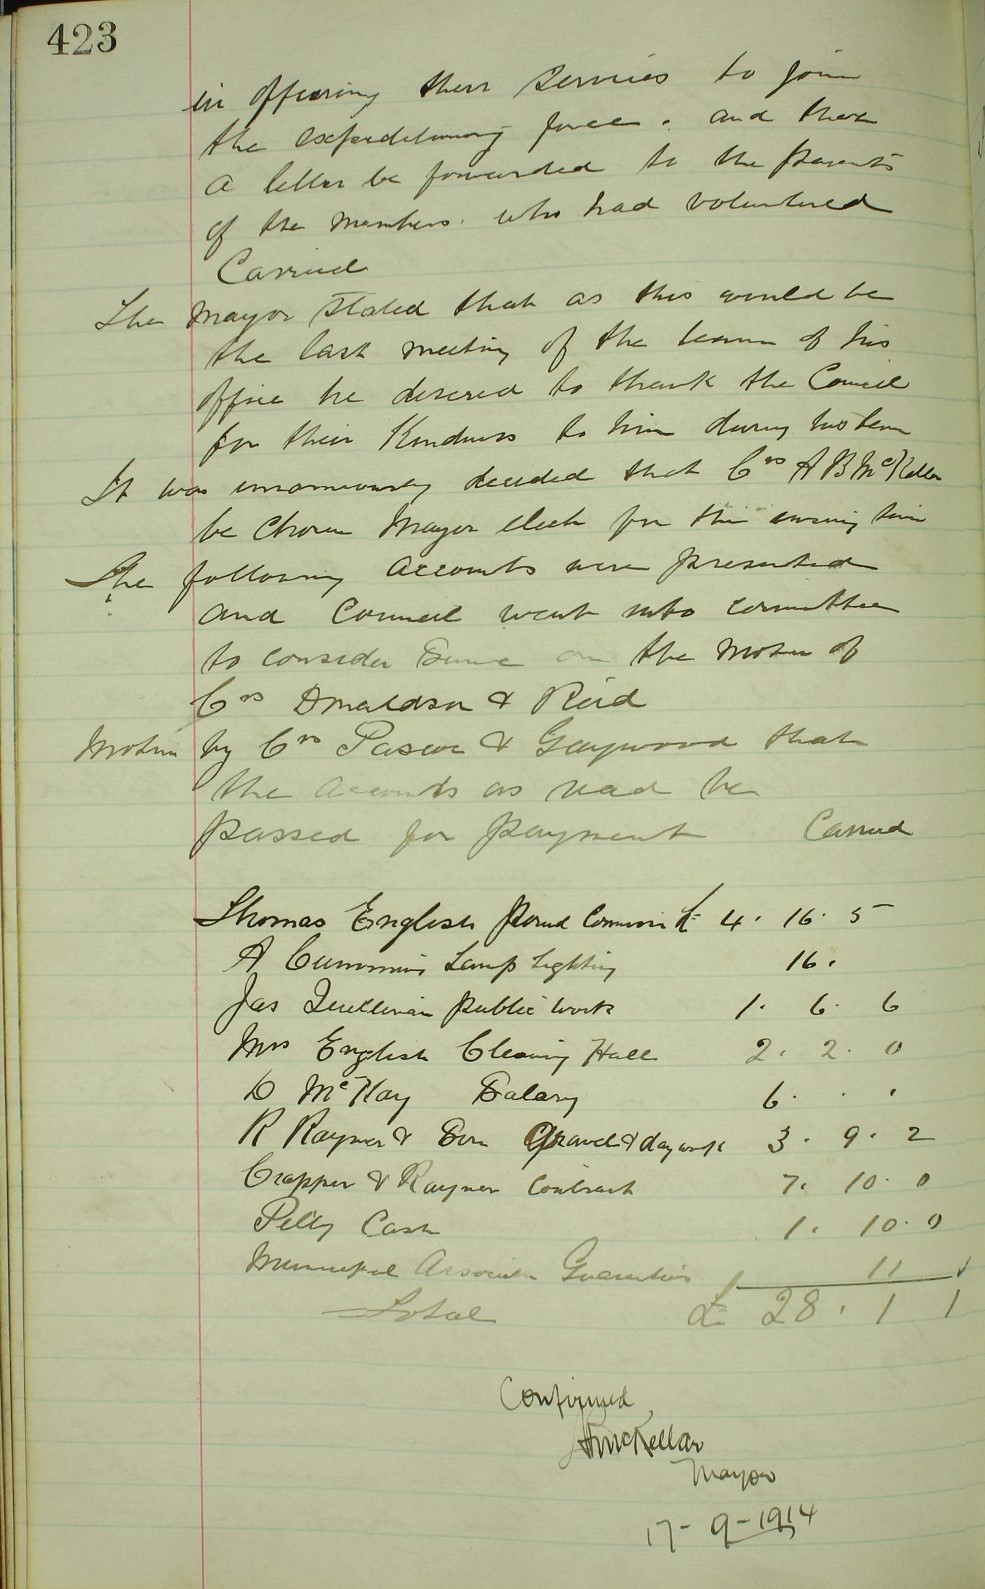 423
in offering their services to join
the expeditionary force. and that
a letter be forwarded to the parents
of the members. who had voluntered
Carried
The Mayor stated that as this would be
the last meeting of the term of his
office he desired to thank the Council
for their Kindness to him during his term
It was unanimously decided that Crs A B McKellar
be chosen Mayor elect for the ensuing term
The following Accounts were presented
and Council went into committee
to consider same on the motion of
Crs Donaldson & Reid
Motion by Crs Pascoe & Gaywood that
the accounts as read be
passed for payment Carried
Thomas English Pound £ 4. 16. 5
A Cummins Lamp Lighting 16.
Jas Quillinan public work 1. 6. 6
Mrs English Cleaning Hall 2. 2. 0
D McKay Salary 6. . .
R Rayner & Son Gravel & day work 3. 9. 2
Crapper & Rayner Contract 7. 10. 0
Petty Cash 1. 10. 0
Municipal Associatn Guarantee 11
Total £ 28. 1 1
Confirmed
McKellar
Mayor
17-9-1914